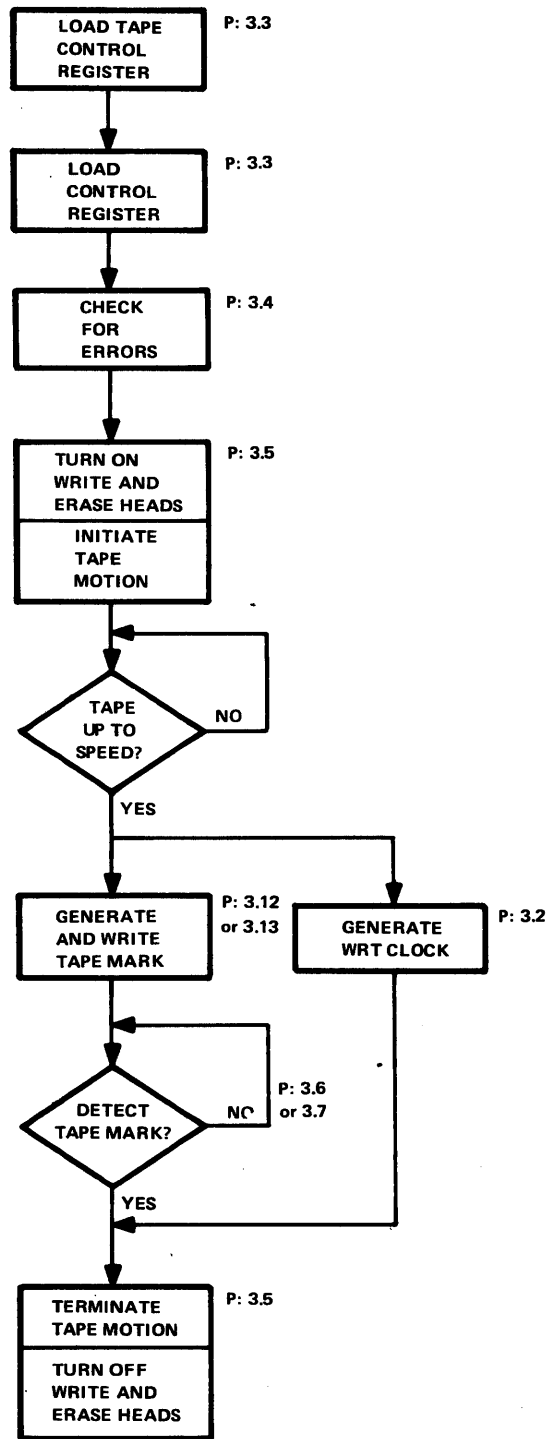 LOAD TAPE
CONTROL
REGISTER
P: 3.3
LOAD
CONTROL
REGISTER
P: 3.3
CHECK
FOR
ERRORS
P: 3.4
TURN ON
WRITE AND
ERASE HEADS
P: 3.5
INITIATE
TAPE
MOTION
TAPE
UP TO
SPEED?
NO
YES
GENERATE
AND WRITE
TAPE MARK
P: 3.12
or 3.13
GENERATE
WRT CLOCK
P: 3.2
DETECT
TAPE MARK?
NO
P: 3.6
or 3.7
YES
TERMINATE
TAPE MOTION
P: 3.5
TURN OFF
WRITE AND
ERASE HEADS